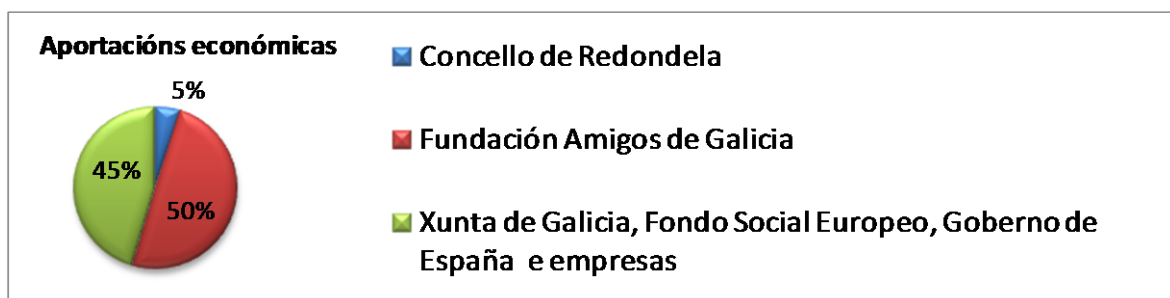 Aportacións económicas
5%
45%
50%
Concello de Redondela
Fundación Amigos de Galicia
Xunta de Galicia, Fondo Social Europeo, Goberno de
España e empresas